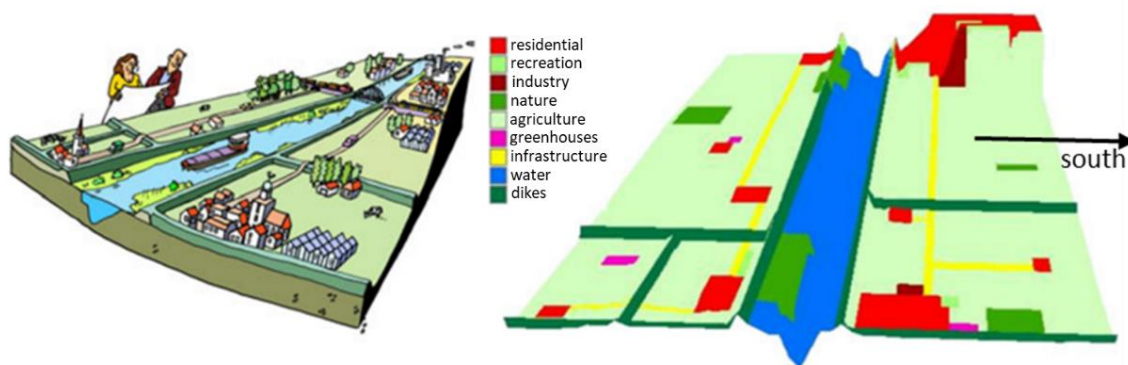 residential
recreation
industry
nature
agriculture
greenhouses
infrastructure
water
dikes
south